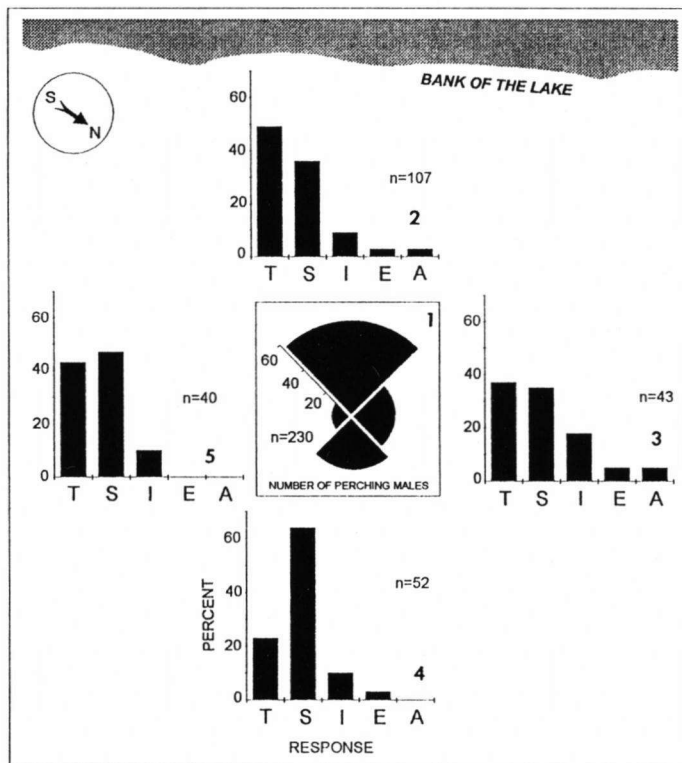 BANK OF THE LAKE
S
N
60
40
20
0
n=107
2
T S I E A
60
40
20
0
n=40
5
T S I E A
1
60
40
20
n=230
NUMBER OF PERCHING MALES
60
40
20
0
n=43
3
T S I E A
PERCENT
60
40
20
0
n=52
4
T S I E A
RESPONSE